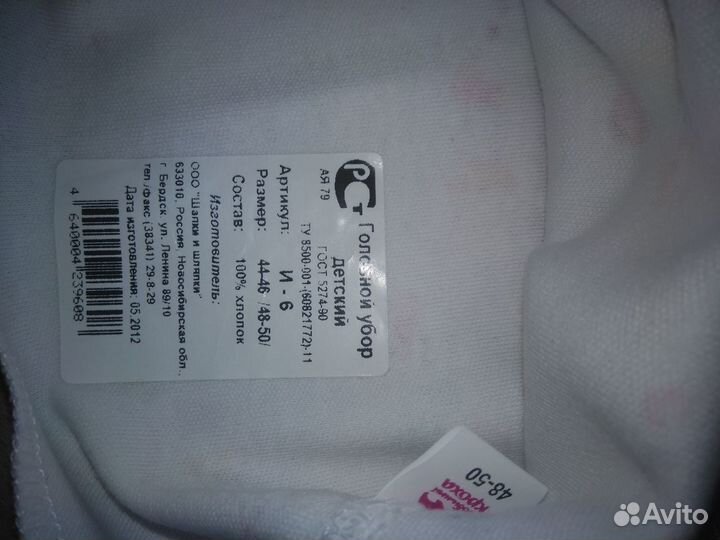 РСТ
АЯ 79
Головной убор
детский
ГОСТ 5274-90
ТУ 8500-001-(60821772)-11
Артикул: И - 6
Размер: 44-46 /48-50/
Состав: 100% хлопок
Изготовитель:
ООО "Шапки и шляпки"
633010, Россия, Новосибирская обл.,
г. Бердск, ул. Ленина 89/10
тел./факс (38341) 29-8-29
Дата изготовления: 05.2012
4 640004 239608
кроха
48-50
Avito